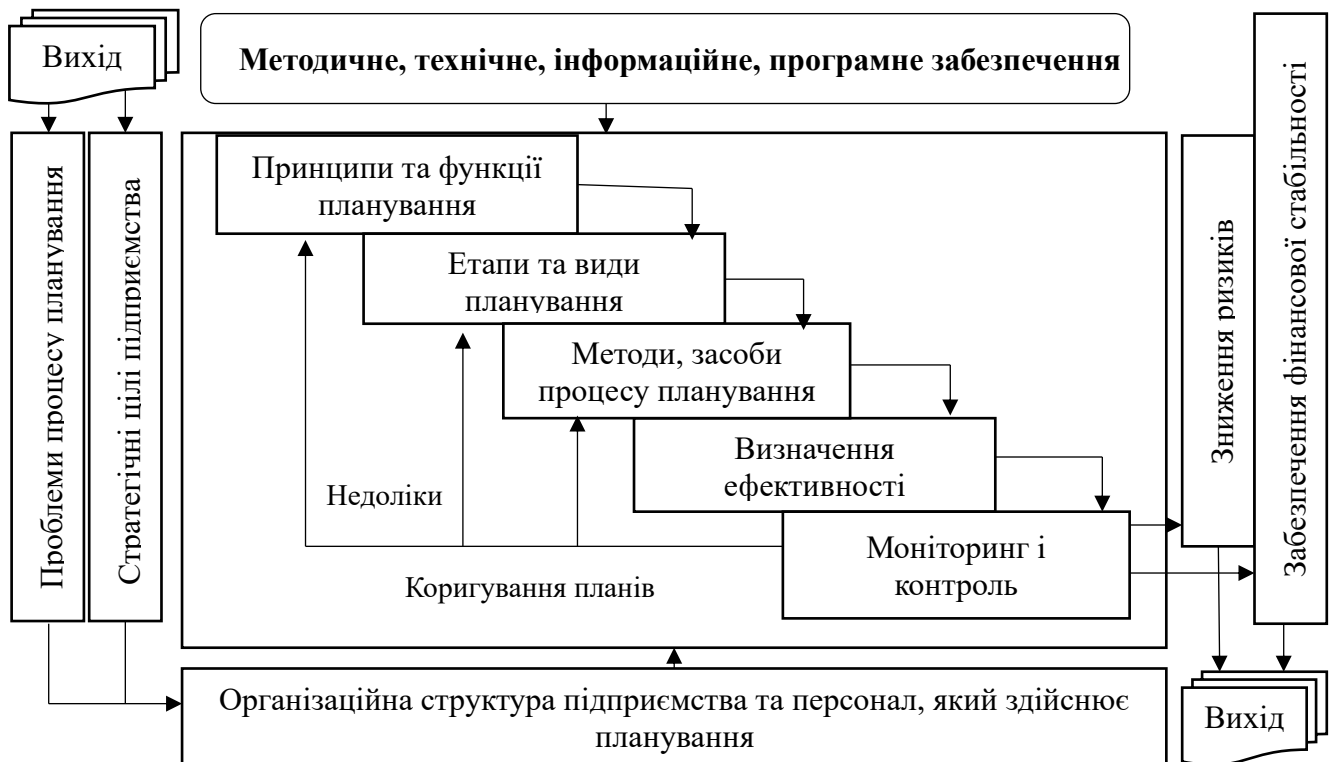 Вихід
Методичне, технічне, інформаційне, програмне забезпечення
Проблеми процесу планування
Стратегічні цілі підприємства
Принципи та функції
планування
Етапи та види
планування
Методи, засоби
процесу планування
Визначення
ефективності
Недоліки
Моніторинг і
контроль
Коригування планів
Зниження ризиків
Забезпечення фінансової стабільності
Організаційна структура підприємства та персонал, який здійснює
планування
Вихід